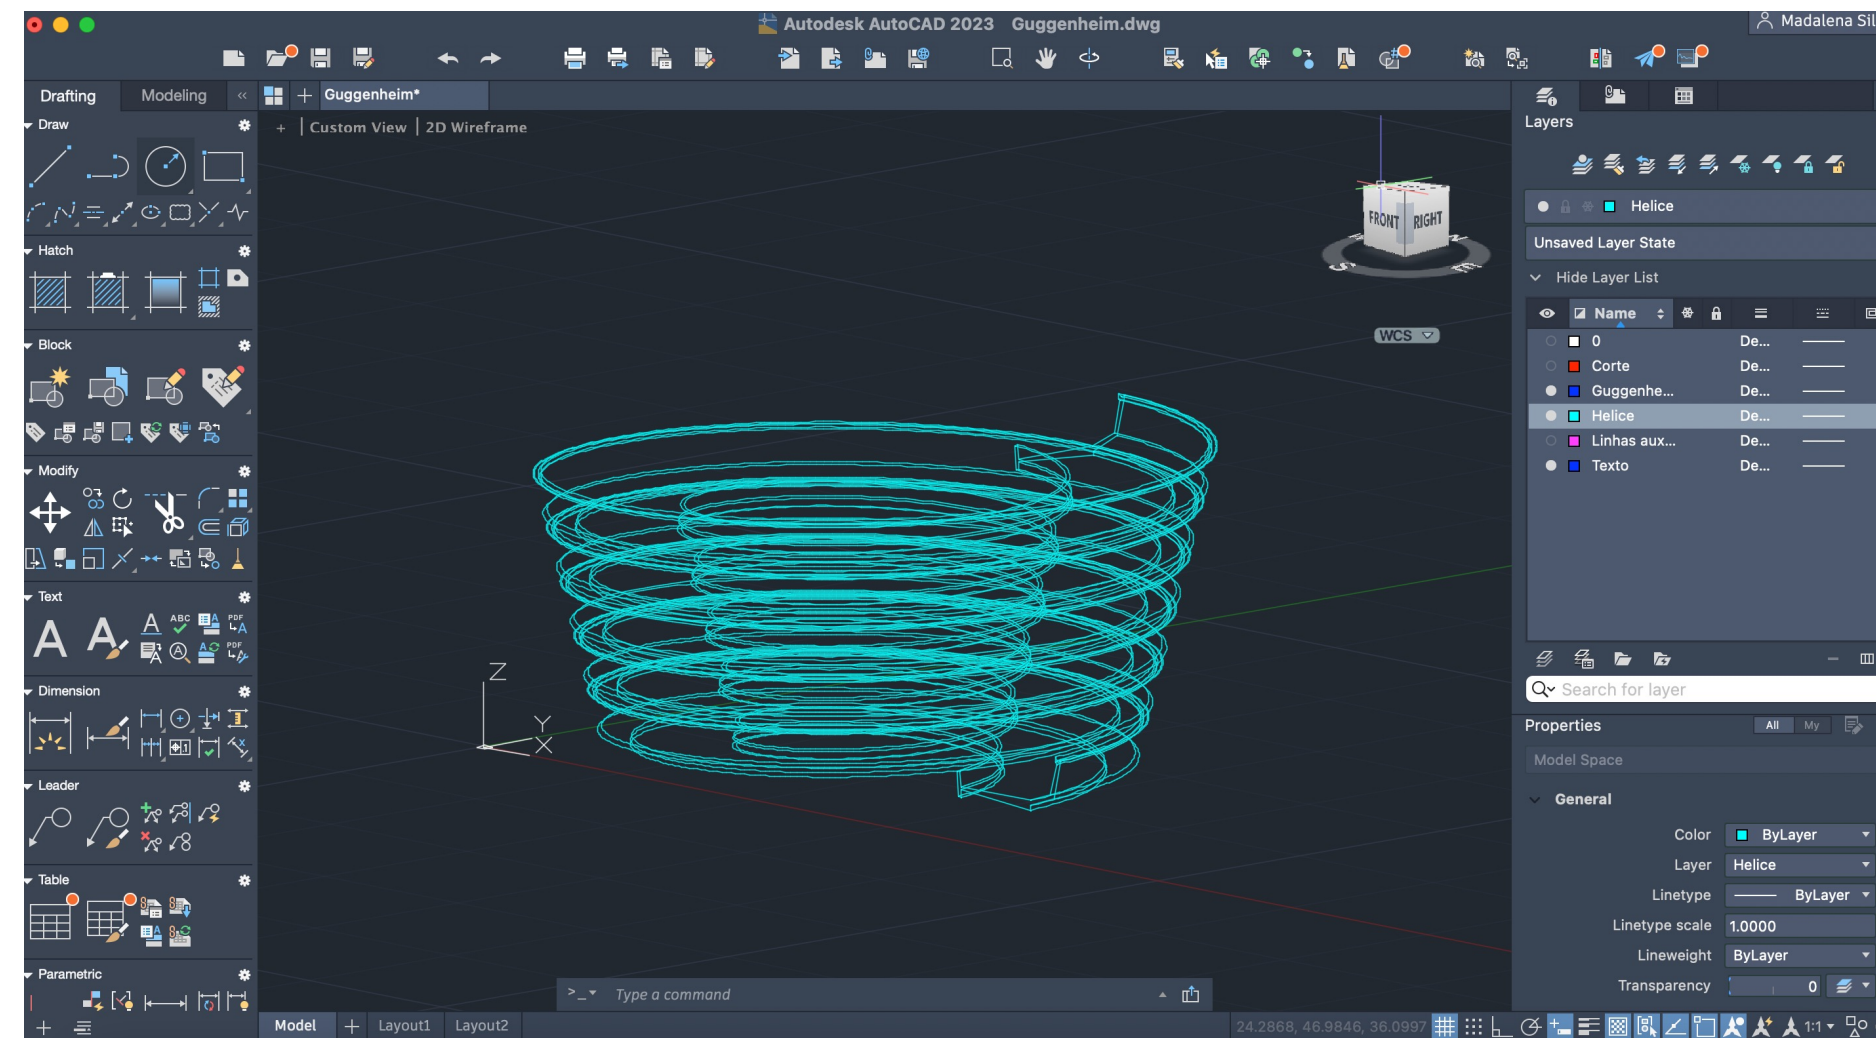 Autodesk AutoCAD 2023 Guggenheim.dwg
Madalena Sil
Drafting Modeling
Guggenheim*
Custom View 2D Wireframe
Draw
Hatch
Block
Modify
Text
A A A ABC PDF A
A PDF
Dimension
Leader
Table
Parametric
FRONT RIGHT
WCS
Z
Y
X
>_ Type a command
Model Layout1 Layout2
24.2868, 46.9846, 36.0997
1:1
Layers
Helice
Unsaved Layer State
Hide Layer List
Name
0 De...
Corte De...
Guggenhe... De...
Helice De...
Linhas aux... De...
Texto De...
Search for layer
Properties All My
Model Space
General
Color ByLayer
Layer Helice
Linetype ByLayer
Linetype scale 1.0000
Lineweight ByLayer
Transparency 0